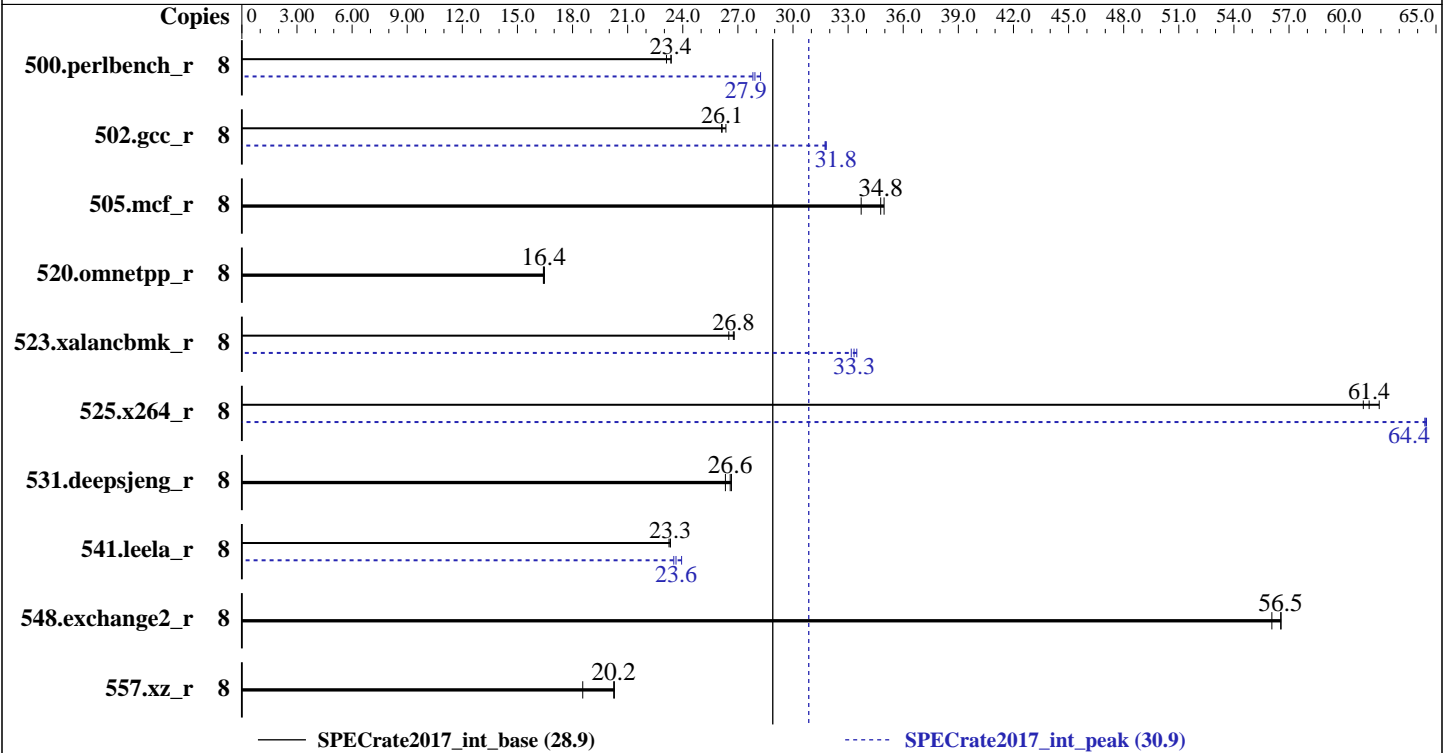 Copies 0 3.00 6.00 9.00 12.0 15.0 18.0 21.0 24.0 27.0 30.0 33.0 36.0 39.0 42.0 45.0 48.0 51.0 54.0 57.0 60.0 65.0
23.4
500.perlbench_r 8
27.9
26.1
502.gcc_r 8
31.8
34.8
505.mcf_r 8
16.4
520.omnetpp_r 8
26.8
523.xalancbmk_r 8
33.3
61.4
525.x264_r 8
64.4
26.6
531.deepsjeng_r 8
23.3
541.leela_r 8
23.6
56.5
548.exchange2_r 8
20.2
557.xz_r 8
SPECrate2017_int_base (28.9) SPECrate2017_int_peak (30.9)